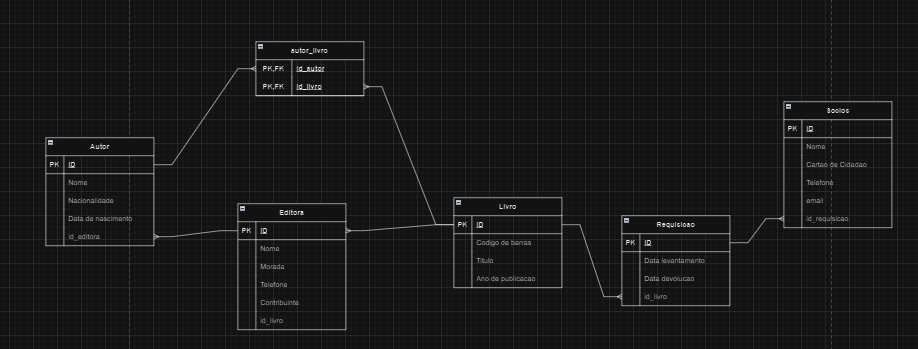 autor_livro
PK,FK id_autor
PK,FK id_livro
Autor
PK ID
Nome
Nacionalidade
Data de nascimento
id_editora
Editora
PK ID
Nome
Morada
Telefone
Contribuinte
id_livro
Livro
PK ID
Codigo de barras
Titulo
Ano de publicacao
Requisicao
PK ID
Data levantamento
Data devolucao
id_livro
Socios
PK ID
Nome
Cartao de Cidadao
Telefone
email
id_requisicao